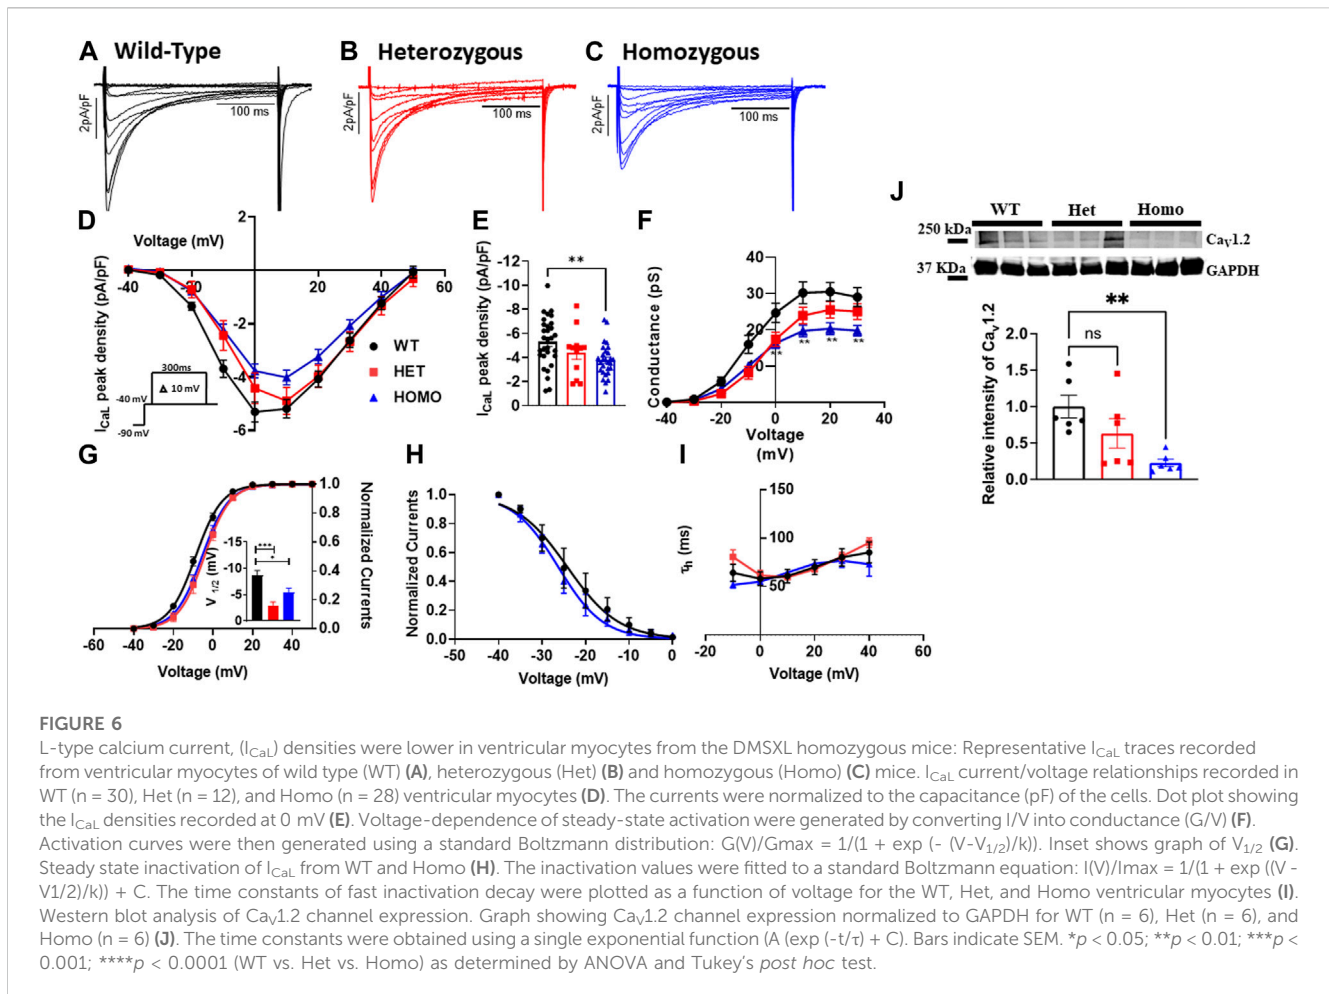 A Wild-Type
B Heterozygous
C Homozygous
2pA/pF
100 ms
2pA/pF
100 ms
2pA/pF
100 ms
D
Voltage (mV)
I_CaL peak density (pA/pF)
2
-2
-4
-6
-40
-20
20
40
60
300ms
Δ 10 mV
-40 mV
-90 mV
WT
HET
HOMO
E
I_CaL peak density (pA/pF)
-12
-10
-8
-6
-4
-2
0
**
F
Conductance (pS)
40
30
20
10
-40
-20
0
20
40
** ** ** **
Voltage
(mV)
J
WT Het Homo
250 kDa
Ca_V1.2
37 KDa
GAPDH
Relative intensity of Ca_v1.2
2.0
1.5
1.0
0.5
0.0
**
ns
G
Normalized Currents
1.0
0.8
0.6
0.4
0.2
0.0
-60 -40 -20 0 20 40
Voltage (mV)
V 1/2 (mV)
-15
-10
-5
0
***
*
H
Normalized Currents
1.0
0.8
0.6
0.4
0.2
0.0
-50 -40 -30 -20 -10 0
Voltage (mV)
I
τ_h (ms)
150
100
50
-20 0 20 40 60
Voltage (mV)
FIGURE 6
L-type calcium current, (I_CaL) densities were lower in ventricular myocytes from the DMSXL homozygous mice: Representative I_CaL traces recorded
from ventricular myocytes of wild type (WT) (A), heterozygous (Het) (B) and homozygous (Homo) (C) mice. I_CaL current/voltage relationships recorded in
WT (n = 30), Het (n = 12), and Homo (n = 28) ventricular myocytes (D). The currents were normalized to the capacitance (pF) of the cells. Dot plot showing
the I_CaL densities recorded at 0 mV (E). Voltage-dependence of steady-state activation were generated by converting I/V into conductance (G/V) (F).
Activation curves were then generated using a standard Boltzmann distribution: G(V)/Gmax = 1/(1 + exp (- (V-V_1/2)/k)). Inset shows graph of V_1/2 (G).
Steady state inactivation of I_CaL from WT and Homo (H). The inactivation values were fitted to a standard Boltzmann equation: I(V)/Imax = 1/(1 + exp ((V -
V1/2)/k)) + C. The time constants of fast inactivation decay were plotted as a function of voltage for the WT, Het, and Homo ventricular myocytes (I).
Western blot analysis of Ca_V1.2 channel expression. Graph showing Ca_V1.2 channel expression normalized to GAPDH for WT (n = 6), Het (n = 6), and
Homo (n = 6) (J). The time constants were obtained using a single exponential function (A (exp (-t/τ) + C). Bars indicate SEM. *p < 0.05; **p < 0.01; ***p <
0.001; ****p < 0.0001 (WT vs. Het vs. Homo) as determined by ANOVA and Tukey's post hoc test.